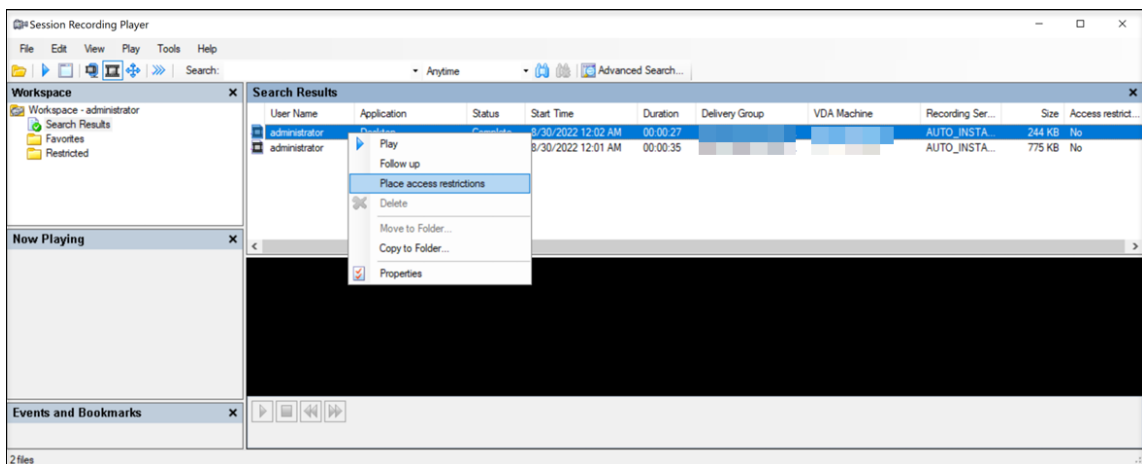 Session Recording Player
File Edit View Play Tools Help
Search: Anytime Advanced Search...
Workspace
Workspace - administrator
Search Results
Favorites
Restricted
Search Results
User Name Application Status Start Time Duration Delivery Group VDA Machine Recording Ser... Size Access restrict...
administrator Desktop Complete 8/30/2022 12:02 AM 00:00:27 AUTO_INSTA... 244 KB No
administrator 8/30/2022 12:01 AM 00:00:35 AUTO_INSTA... 775 KB No
Play
Follow up
Place access restrictions
Delete
Move to Folder...
Copy to Folder...
Properties
Now Playing
Events and Bookmarks
2 files